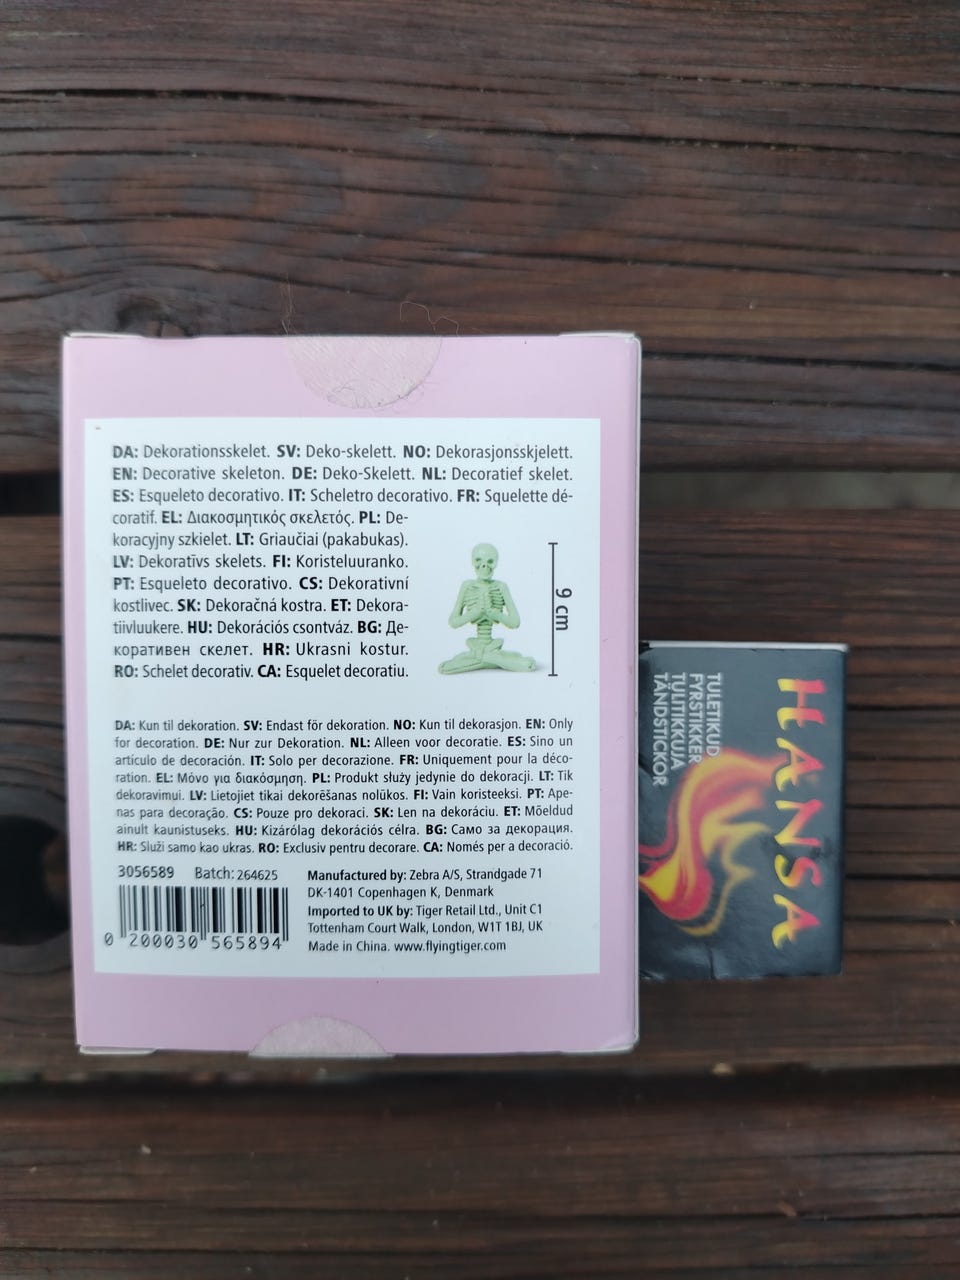 DA: Dekorationsskelet. SV: Deko-skelett. NO: Dekorasjonsskjelett.
EN: Decorative skeleton. DE: Deko-Skelett. NL: Decoratief skelet.
ES: Esqueleto decorativo. IT: Scheletro decorativo. FR: Squelette dé-
coratif. EL: Διακοσμητικός σκελετός. PL: De-
koracyjny szkielet. LT: Griaučiai (pakabukas).
LV: Dekoratīvs skelets. FI: Koristeluuranko.
PT: Esqueleto decorativo. CS: Dekorativní
kostlivec. SK: Dekoračná kostra. ET: Dekora-
tiivluukere. HU: Dekorációs csontváz. BG: Де-
коративен скелет. HR: Ukrasni kostur.
RO: Schelet decorativ. CA: Esquelet decoratiu.
9 cm
DA: Kun til dekoration. SV: Endast för dekoration. NO: Kun til dekorasjon. EN: Only
for decoration. DE: Nur zur Dekoration. NL: Alleen voor decoratie. ES: Sino un
artículo de decoración. IT: Solo per decorazione. FR: Uniquement pour la déco-
ration. EL: Μόνο για διακόσμηση. PL: Produkt służy jedynie do dekoracji. LT: Tik
dekoravimui. LV: Lietojiet tikai dekorēšanas nolūkos. FI: Vain koristeeksi. PT: Ape-
nas para decoração. CS: Pouze pro dekoraci. SK: Len na dekoráciu. ET: Mõeldud
ainult kaunistuseks. HU: Kizárólag dekorációs célra. BG: Само за декорация.
HR: Služi samo kao ukras. RO: Exclusiv pentru decorare. CA: Només per a decoració.
3056589 Batch: 264625
0 200030 565894
Manufactured by: Zebra A/S, Strandgade 71
DK-1401 Copenhagen K, Denmark
Imported to UK by: Tiger Retail Ltd., Unit C1
Tottenham Court Walk, London, W1T 1BJ, UK
Made in China. www.flyingtiger.com
HANSA
TULETIKUD
FYRSTIKKER
TULITIKKUJA
TÄNDSTICKOR